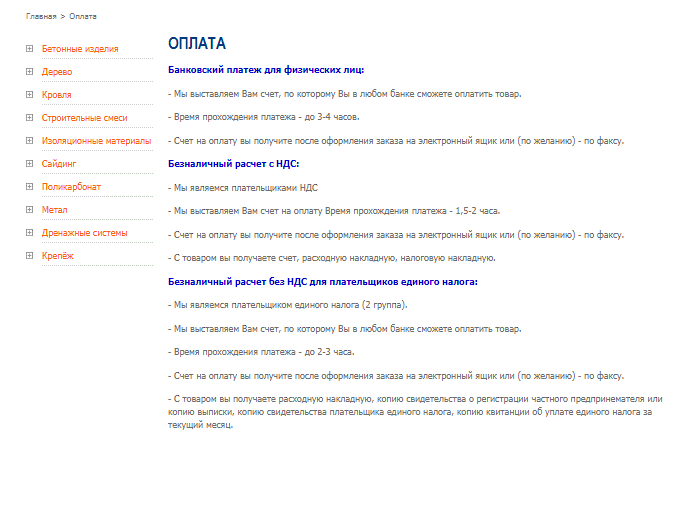 Главная > Оплата
Бетонные изделия
Дерево
Кровля
Строительные смеси
Изоляционные материалы
Сайдинг
Поликарбонат
Метал
Дренажные системы
Крепёж
ОПЛАТА
Банковский платеж для физических лиц:
- Мы выставляем Вам счет, по которому Вы в любом банке сможете оплатить товар.
- Время прохождения платежа - до 3-4 часов.
- Счет на оплату вы получите после оформления заказа на электронный ящик или (по желанию) - по факсу.
Безналичный расчет с НДС:
- Мы являемся плательщиками НДС
- Мы выставляем Вам счет на оплату Время прохождения платежа - 1,5-2 часа.
- Счет на оплату вы получите после оформления заказа на электронный ящик или (по желанию) - по факсу.
- С товаром вы получаете счет, расходную накладную, налоговую накладную.
Безналичный расчет без НДС для плательщиков единого налога:
- Мы являемся плательщиком единого налога (2 группа).
- Мы выставляем Вам счет, по которому Вы в любом банке сможете оплатить товар.
- Время прохождения платежа - до 2-3 часа.
- Счет на оплату вы получите после оформления заказа на электронный ящик или (по желанию) - по факсу.
- С товаром вы получаете расходную накладную, копию свидетельства о регистрации частного предпринемателя или
копию выписки, копию свидетельства плательщика единого налога, копию квитанции об уплате единого налога за
текущий месяц.